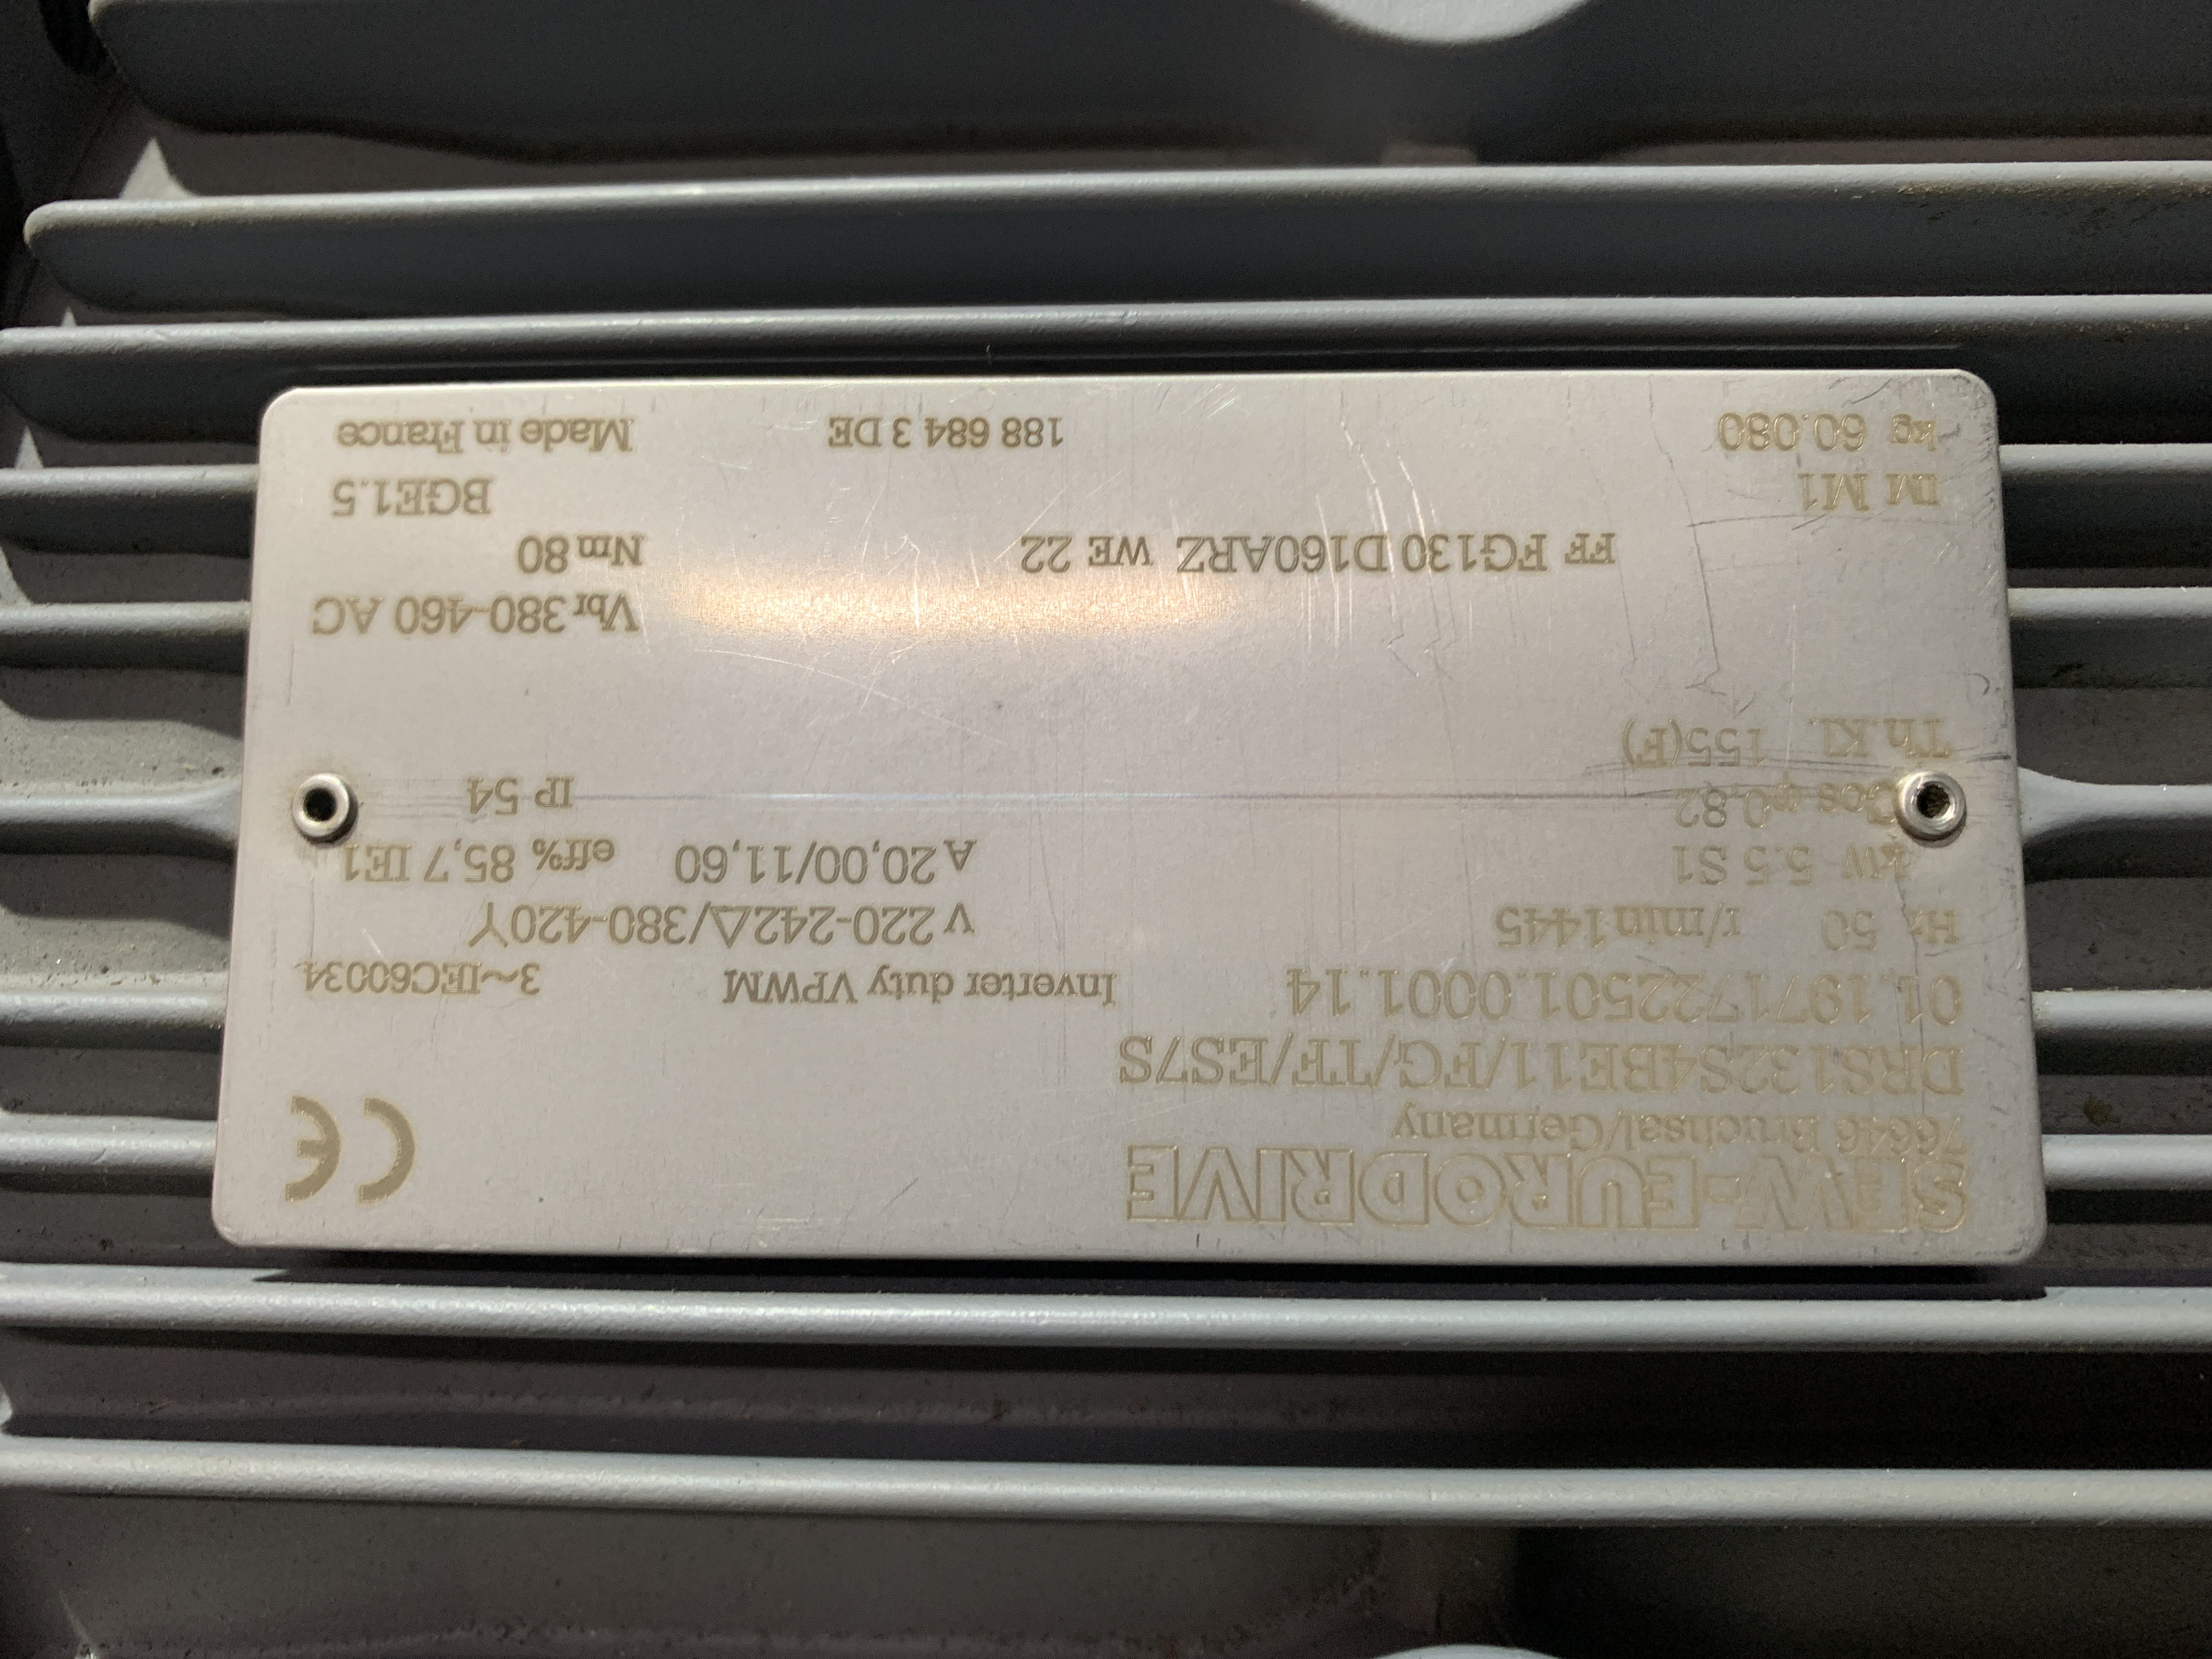 SEW-EURODRIVE
76646 Bruchsal/Germany
DRS132S4BE11/FG/TF/ES7S
01.1971722501.0001.14 Inverter duty VPWM 3~IEC60034
Hz 50 r/min 1445 V 220-242△/380-420Y
kW 5.5 S1 A 20,00/11,60 eff% 85,7 IE1
Cos φ 0.82 IP 54
Th.Kl. 155(F)
Vbr 380-460 AC
FF FG130 D160ARZ WE 22 Nm 80
IM M1 BGE1.5
kg 60.080 188 684 3 DE Made in France
CE